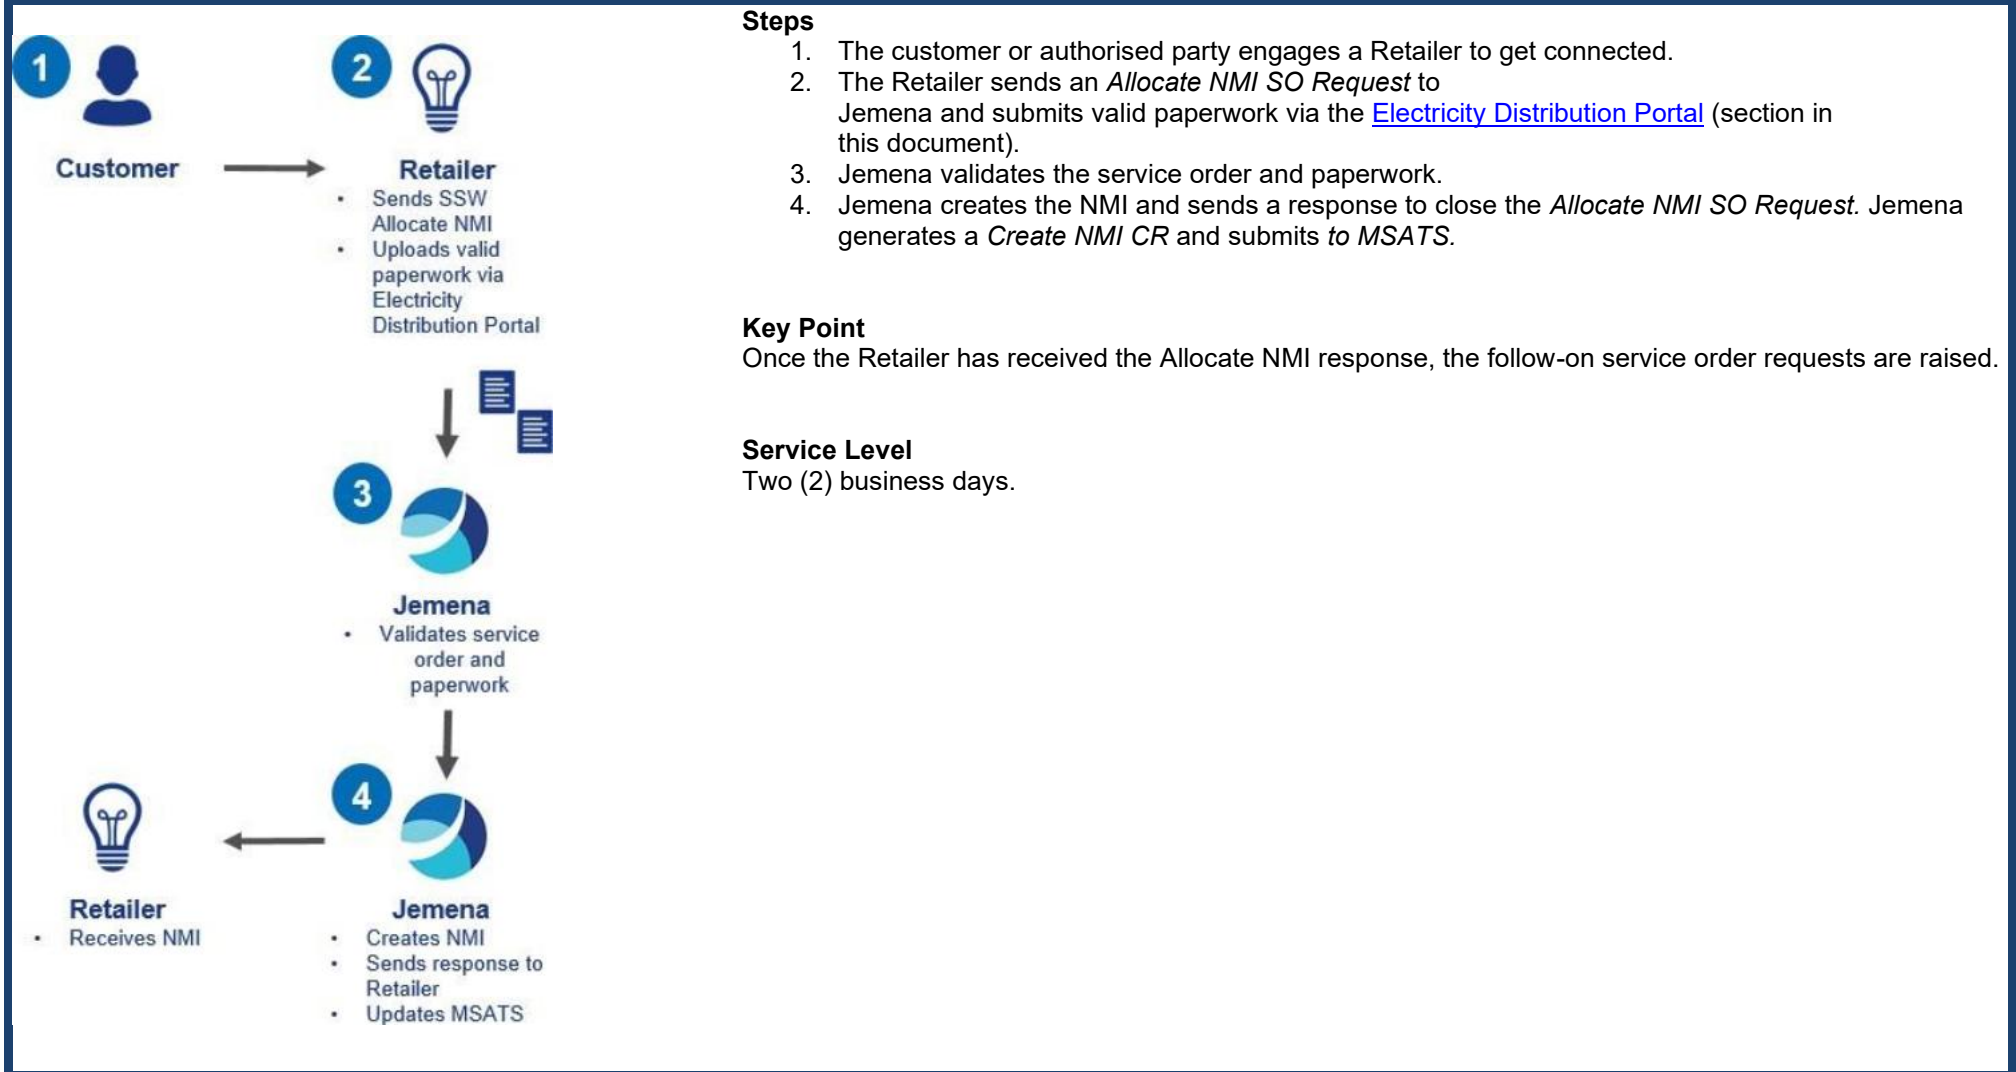 1
2
Customer
Retailer
• Sends SSW
Allocate NMI
• Uploads valid
paperwork via
Electricity
Distribution Portal
3
Jemena
• Validates service
order and
paperwork
4
Retailer
• Receives NMI
Jemena
• Creates NMI
• Sends response to
Retailer
• Updates MSATS
Steps
1. The customer or authorised party engages a Retailer to get connected.
2. The Retailer sends an Allocate NMI SO Request to
Jemena and submits valid paperwork via the Electricity Distribution Portal (section in
this document).
3. Jemena validates the service order and paperwork.
4. Jemena creates the NMI and sends a response to close the Allocate NMI SO Request. Jemena
generates a Create NMI CR and submits to MSATS.
Key Point
Once the Retailer has received the Allocate NMI response, the follow-on service order requests are raised.
Service Level
Two (2) business days.